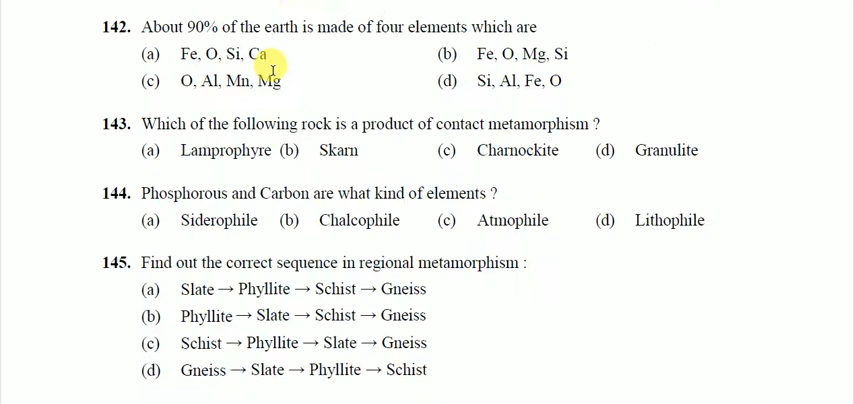 142. About 90% of the earth is made of four elements which are
(a) Fe, O, Si, Ca (b) Fe, O, Mg, Si
(c) O, Al, Mn, Mg (d) Si, Al, Fe, O
143. Which of the following rock is a product of contact metamorphism ?
(a) Lamprophyre (b) Skarn (c) Charnockite (d) Granulite
144. Phosphorous and Carbon are what kind of elements ?
(a) Siderophile (b) Chalcophile (c) Atmophile (d) Lithophile
145. Find out the correct sequence in regional metamorphism :
(a) Slate → Phyllite → Schist → Gneiss
(b) Phyllite → Slate → Schist → Gneiss
(c) Schist → Phyllite → Slate → Gneiss
(d) Gneiss → Slate → Phyllite → Schist